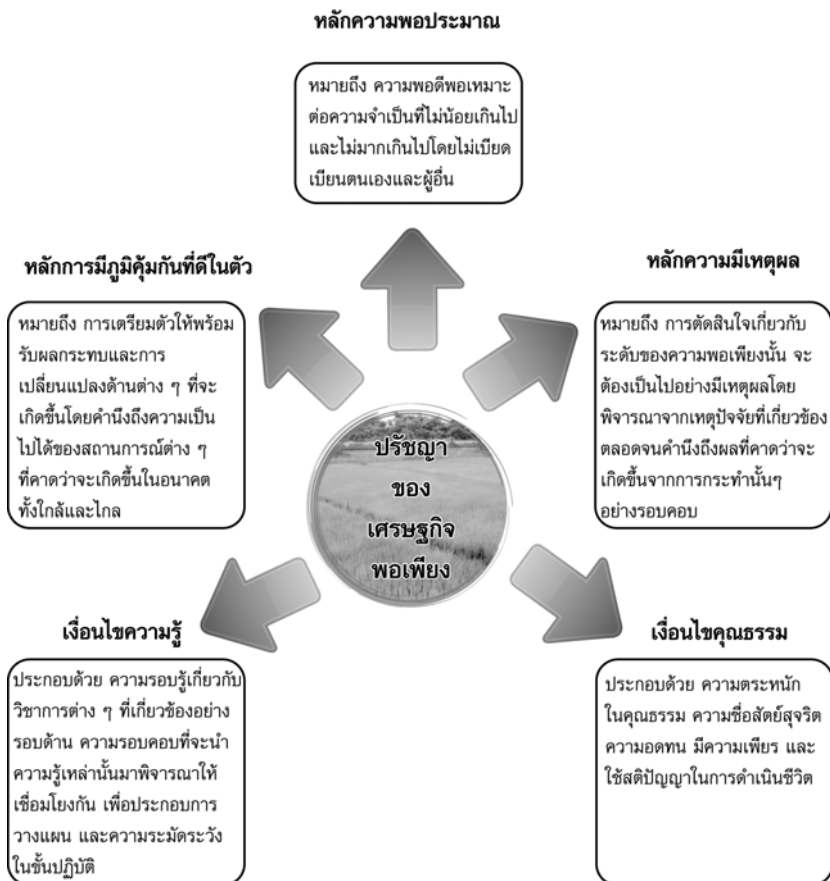 หลักความพอประมาณ
หมายถึง ความพอดีพอเหมาะ
ต่อความจำเป็นที่ไม่น้อยเกินไป
และไม่มากเกินไปโดยไม่เบียด
เบียนตนเองและผู้อื่น
หลักการมีภูมิคุ้มกันที่ดีในตัว
หมายถึง การเตรียมตัวให้พร้อม
รับผลกระทบและการ
เปลี่ยนแปลงด้านต่าง ๆ ที่จะ
เกิดขึ้นโดยคำนึงถึงความเป็น
ไปได้ของสถานการณ์ต่าง ๆ
ที่คาดว่าจะเกิดขึ้นในอนาคต
ทั้งใกล้และไกล
หลักความมีเหตุผล
หมายถึง การตัดสินใจเกี่ยวกับ
ระดับของความพอเพียงนั้น จะ
ต้องเป็นไปอย่างมีเหตุผลโดย
พิจารณาจากเหตุปัจจัยที่เกี่ยวข้อง
ตลอดจนคำนึงถึงผลที่คาดว่าจะ
เกิดขึ้นจากการกระทำนั้นๆ
อย่างรอบคอบ
ปรัชญา
ของ
เศรษฐกิจ
พอเพียง
เงื่อนไขความรู้
ประกอบด้วย ความรอบรู้เกี่ยวกับ
วิชาการต่าง ๆ ที่เกี่ยวข้องอย่าง
รอบด้าน ความรอบคอบที่จะนำ
ความรู้เหล่านั้นมาพิจารณาให้
เชื่อมโยงกัน เพื่อประกอบการ
วางแผน และความระมัดระวัง
ในขั้นปฏิบัติ
เงื่อนไขคุณธรรม
ประกอบด้วย ความตระหนัก
ในคุณธรรม ความซื่อสัตย์สุจริต
ความอดทน มีความเพียร และ
ใช้สติปัญญาในการดำเนินชีวิต